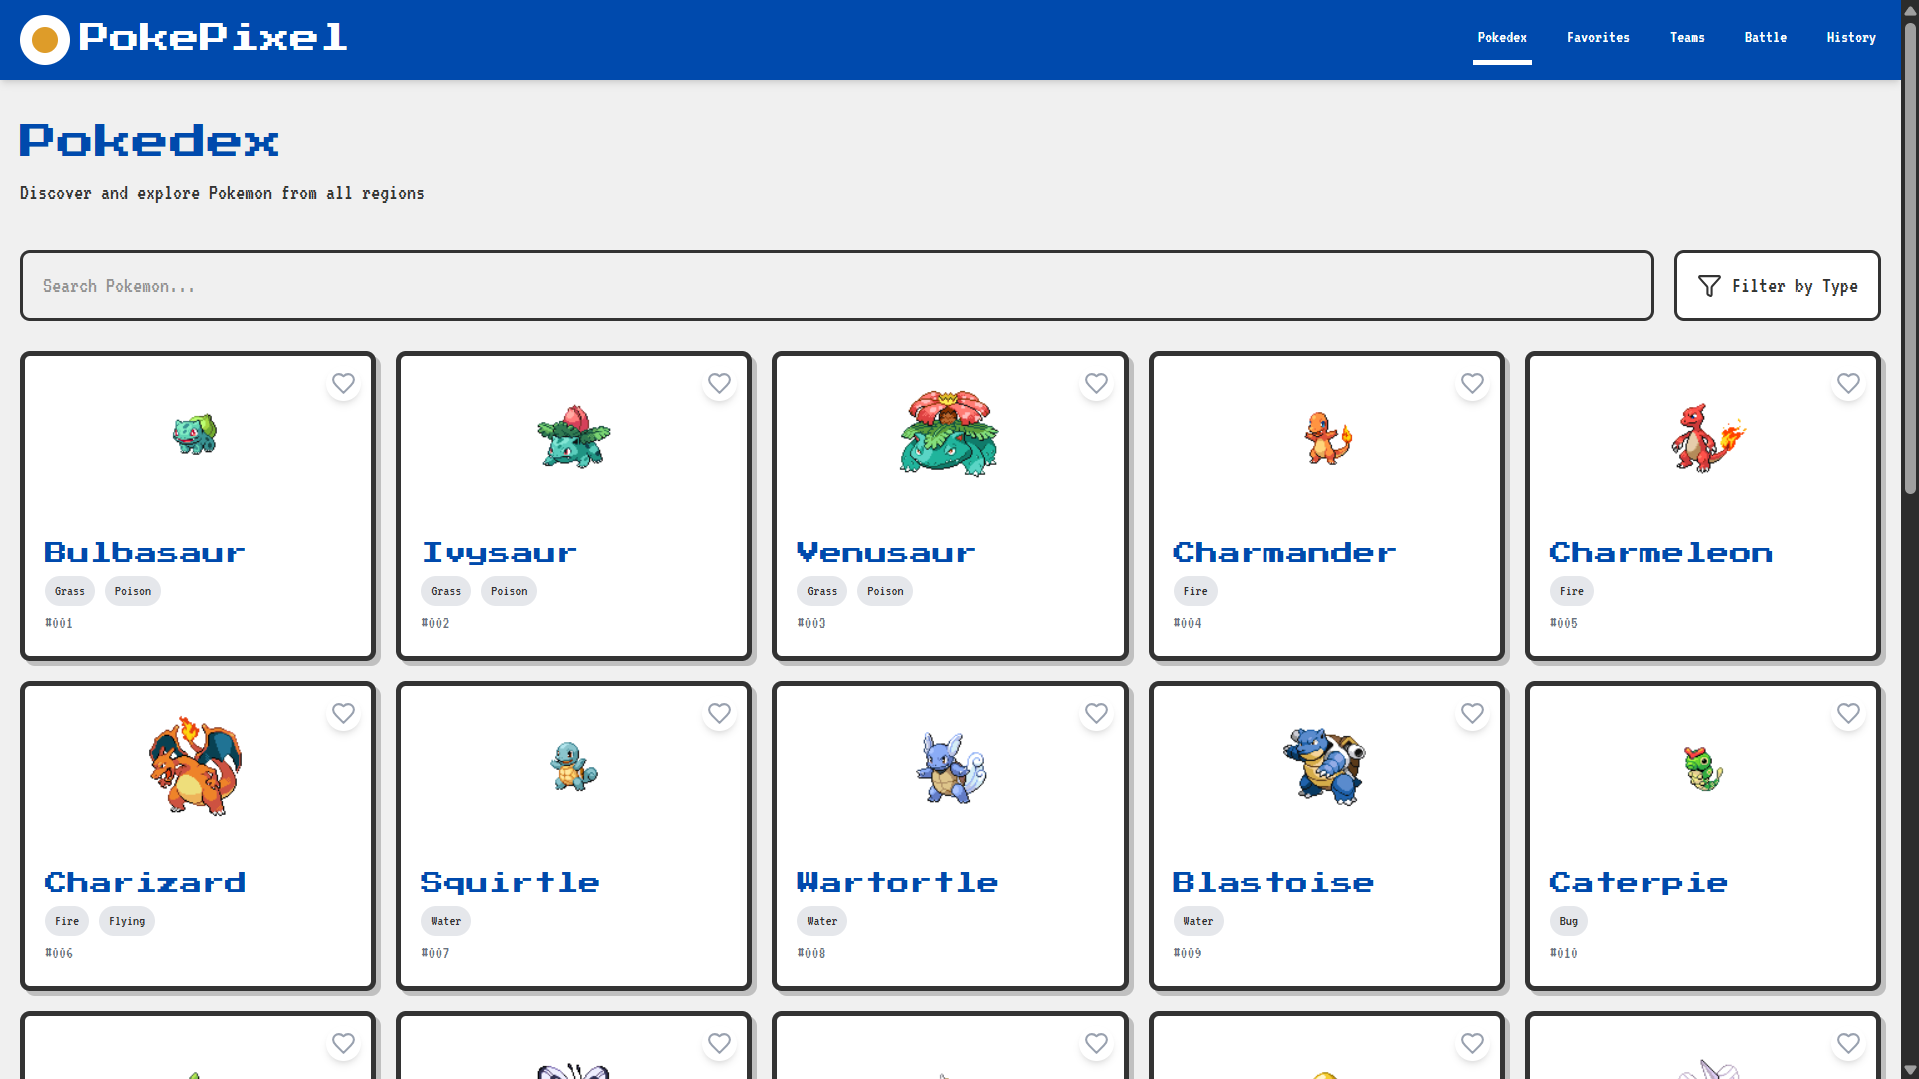 PokePixel
Pokedex Favorites Teams Battle History
Pokedex
Discover and explore Pokemon from all regions
Search Pokemon...
Filter by Type
Bulbasaur
Grass Poison
#001
Ivysaur
Grass Poison
#002
Venusaur
Grass Poison
#003
Charmander
Fire
#004
Charmeleon
Fire
#005
Charizard
Fire Flying
#006
Squirtle
Water
#007
Wartortle
Water
#008
Blastoise
Water
#009
Caterpie
Bug
#010